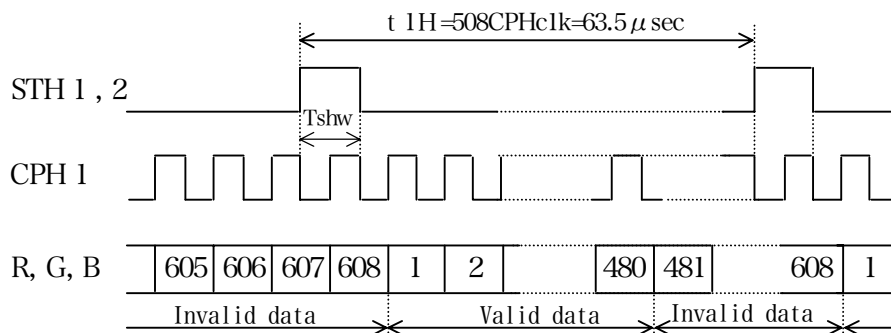 t 1H=508CPHclk=63.5μsec
STH 1 , 2
Tshw
CPH 1
R, G, B 605 606 607 608 1 2 480 481 608 1
Invalid data Valid data Invalid data